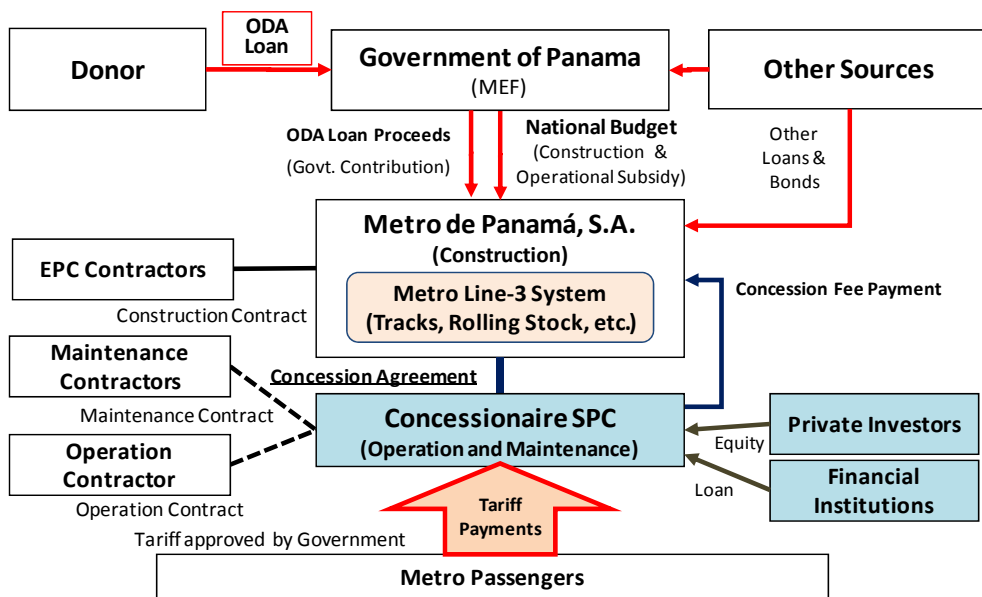 ODA
Loan
Donor
Government of Panama
(MEF)
Other Sources
ODA Loan Proceeds
(Govt. Contribution)
National Budget
(Construction &
Operational Subsidy)
Other
Loans &
Bonds
Metro de Panamá, S.A.
(Construction)
EPC Contractors
Construction Contract
Metro Line-3 System
(Tracks, Rolling Stock, etc.)
Concession Fee Payment
Maintenance
Contractors
Maintenance Contract
Concession Agreement
Concessionaire SPC
(Operation and Maintenance)
Private Investors
Equity
Operation
Contractor
Operation Contract
Loan
Financial
Institutions
Tariff
Payments
Tariff approved by Government
Metro Passengers